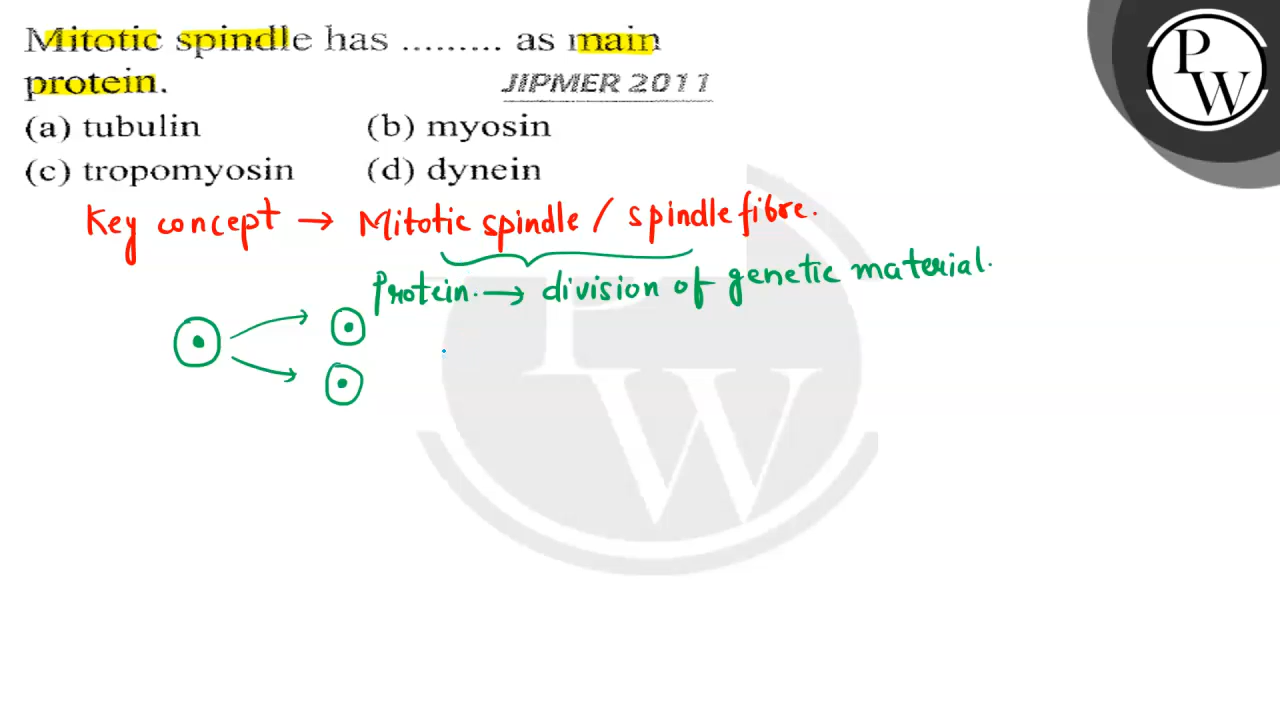 Mitotic spindle has ......... as main
protein.
JIPMER 2011
(a) tubulin (b) myosin
(c) tropomyosin (d) dynein
Key concept → Mitotic spindle / spindle fibre.
Protein. → division of genetic material.
P
W
P
W